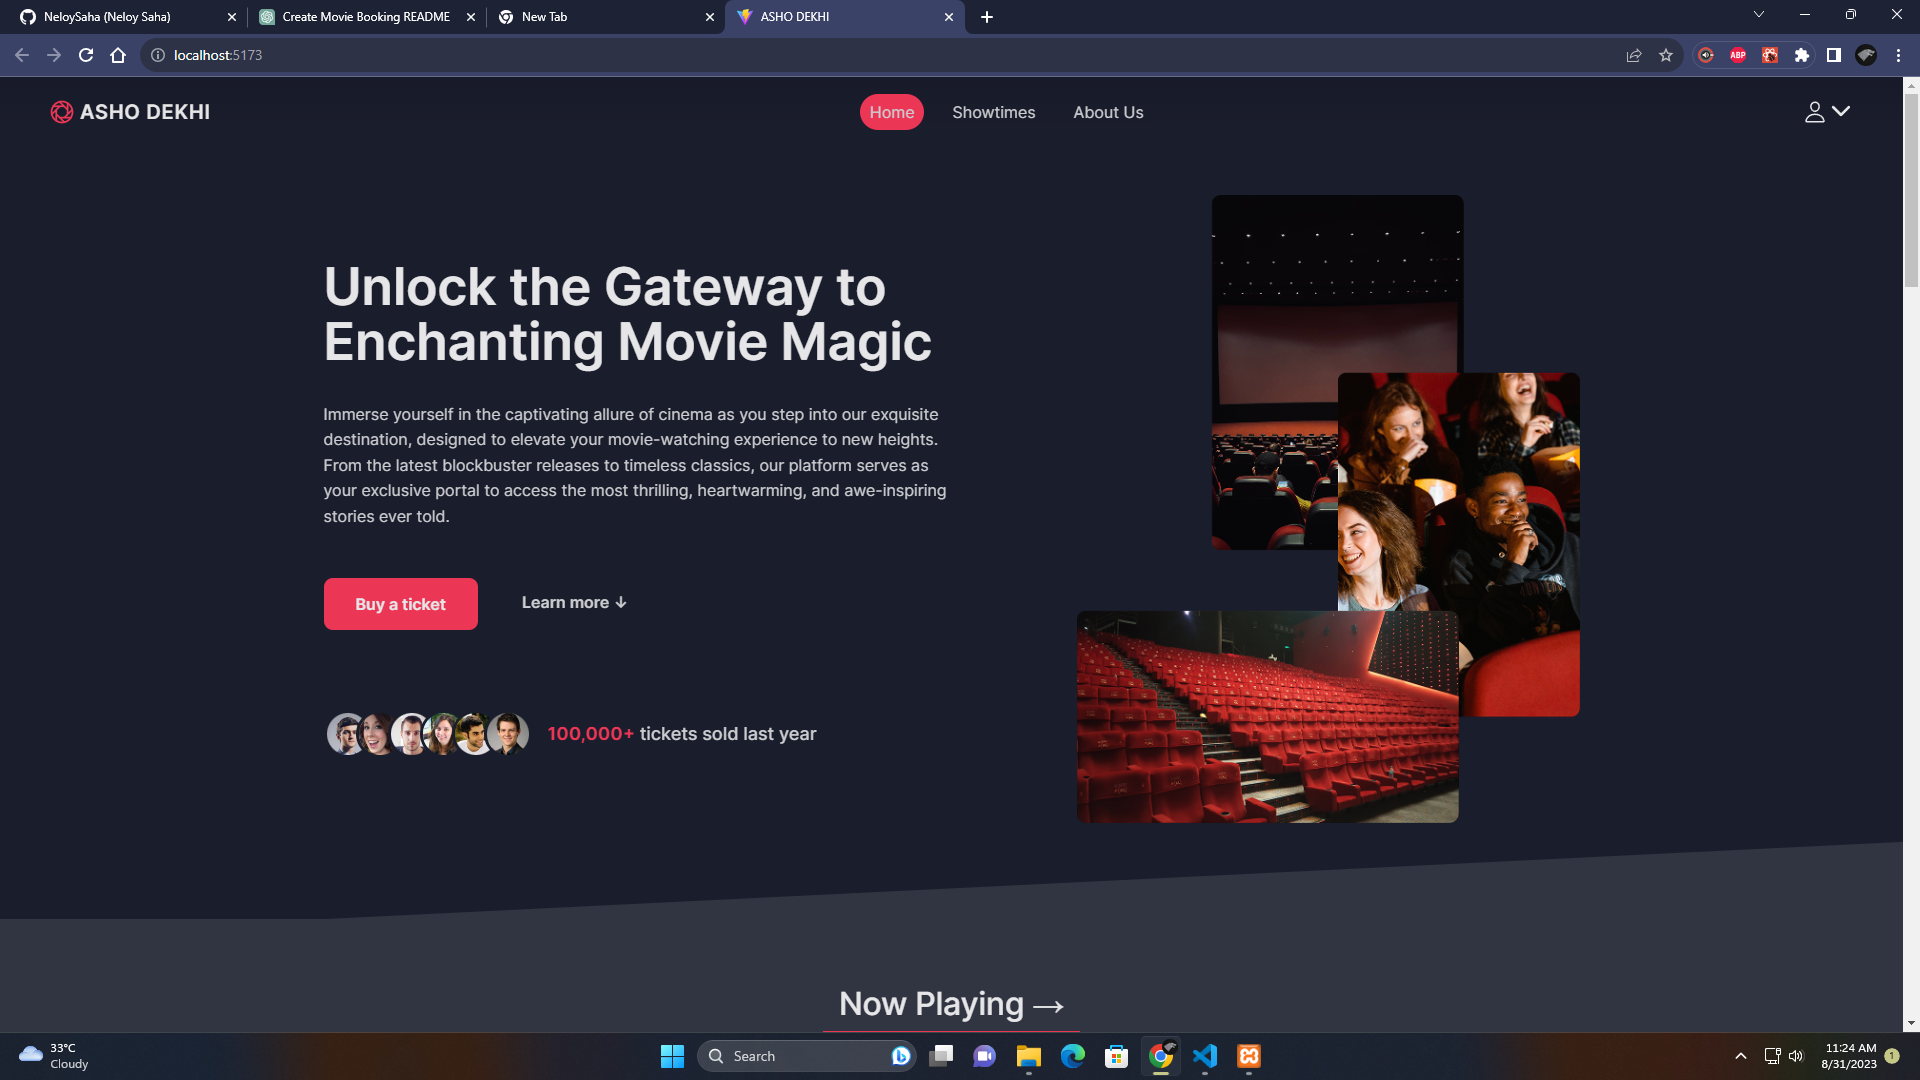 NeloySaha (Neloy Saha)
Create Movie Booking README
New Tab
ASHO DEKHI
localhost:5173
ABP
ASHO DEKHI
Home
Showtimes
About Us
Unlock the Gateway to
Enchanting Movie Magic
Immerse yourself in the captivating allure of cinema as you step into our exquisite
destination, designed to elevate your movie-watching experience to new heights.
From the latest blockbuster releases to timeless classics, our platform serves as
your exclusive portal to access the most thrilling, heartwarming, and awe-inspiring
stories ever told.
Buy a ticket
Learn more ↓
100,000+ tickets sold last year
Now Playing →
33°C
Cloudy
Search
11:24 AM
8/31/2023
1